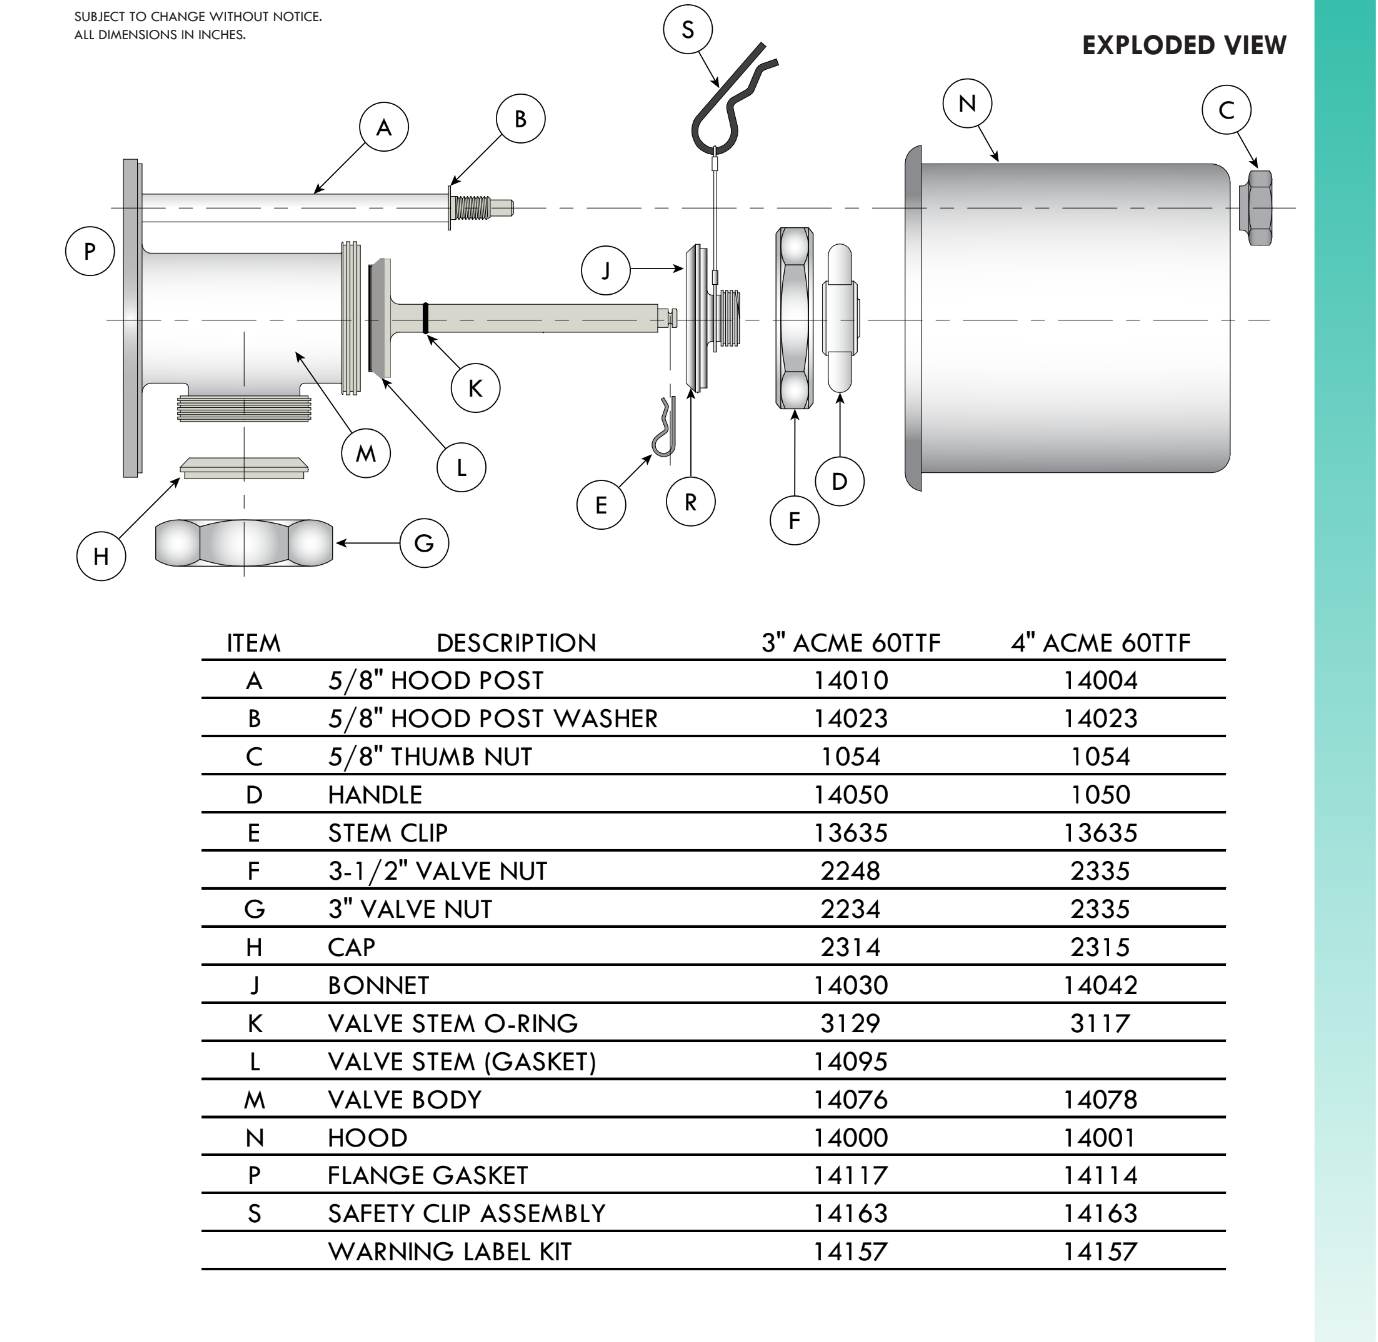 SUBJECT TO CHANGE WITHOUT NOTICE.
ALL DIMENSIONS IN INCHES.
EXPLODED VIEW
S
N
C
A
B
P
J
K
M
L
E
R
D
F
H
G
ITEM DESCRIPTION 3" ACME 60TTF 4" ACME 60TTF
A 5/8" HOOD POST 14010 14004
B 5/8" HOOD POST WASHER 14023 14023
C 5/8" THUMB NUT 1054 1054
D HANDLE 14050 1050
E STEM CLIP 13635 13635
F 3-1/2" VALVE NUT 2248 2335
G 3" VALVE NUT 2234 2335
H CAP 2314 2315
J BONNET 14030 14042
K VALVE STEM O-RING 3129 3117
L VALVE STEM (GASKET) 14095
M VALVE BODY 14076 14078
N HOOD 14000 14001
P FLANGE GASKET 14117 14114
S SAFETY CLIP ASSEMBLY 14163 14163
WARNING LABEL KIT 14157 14157